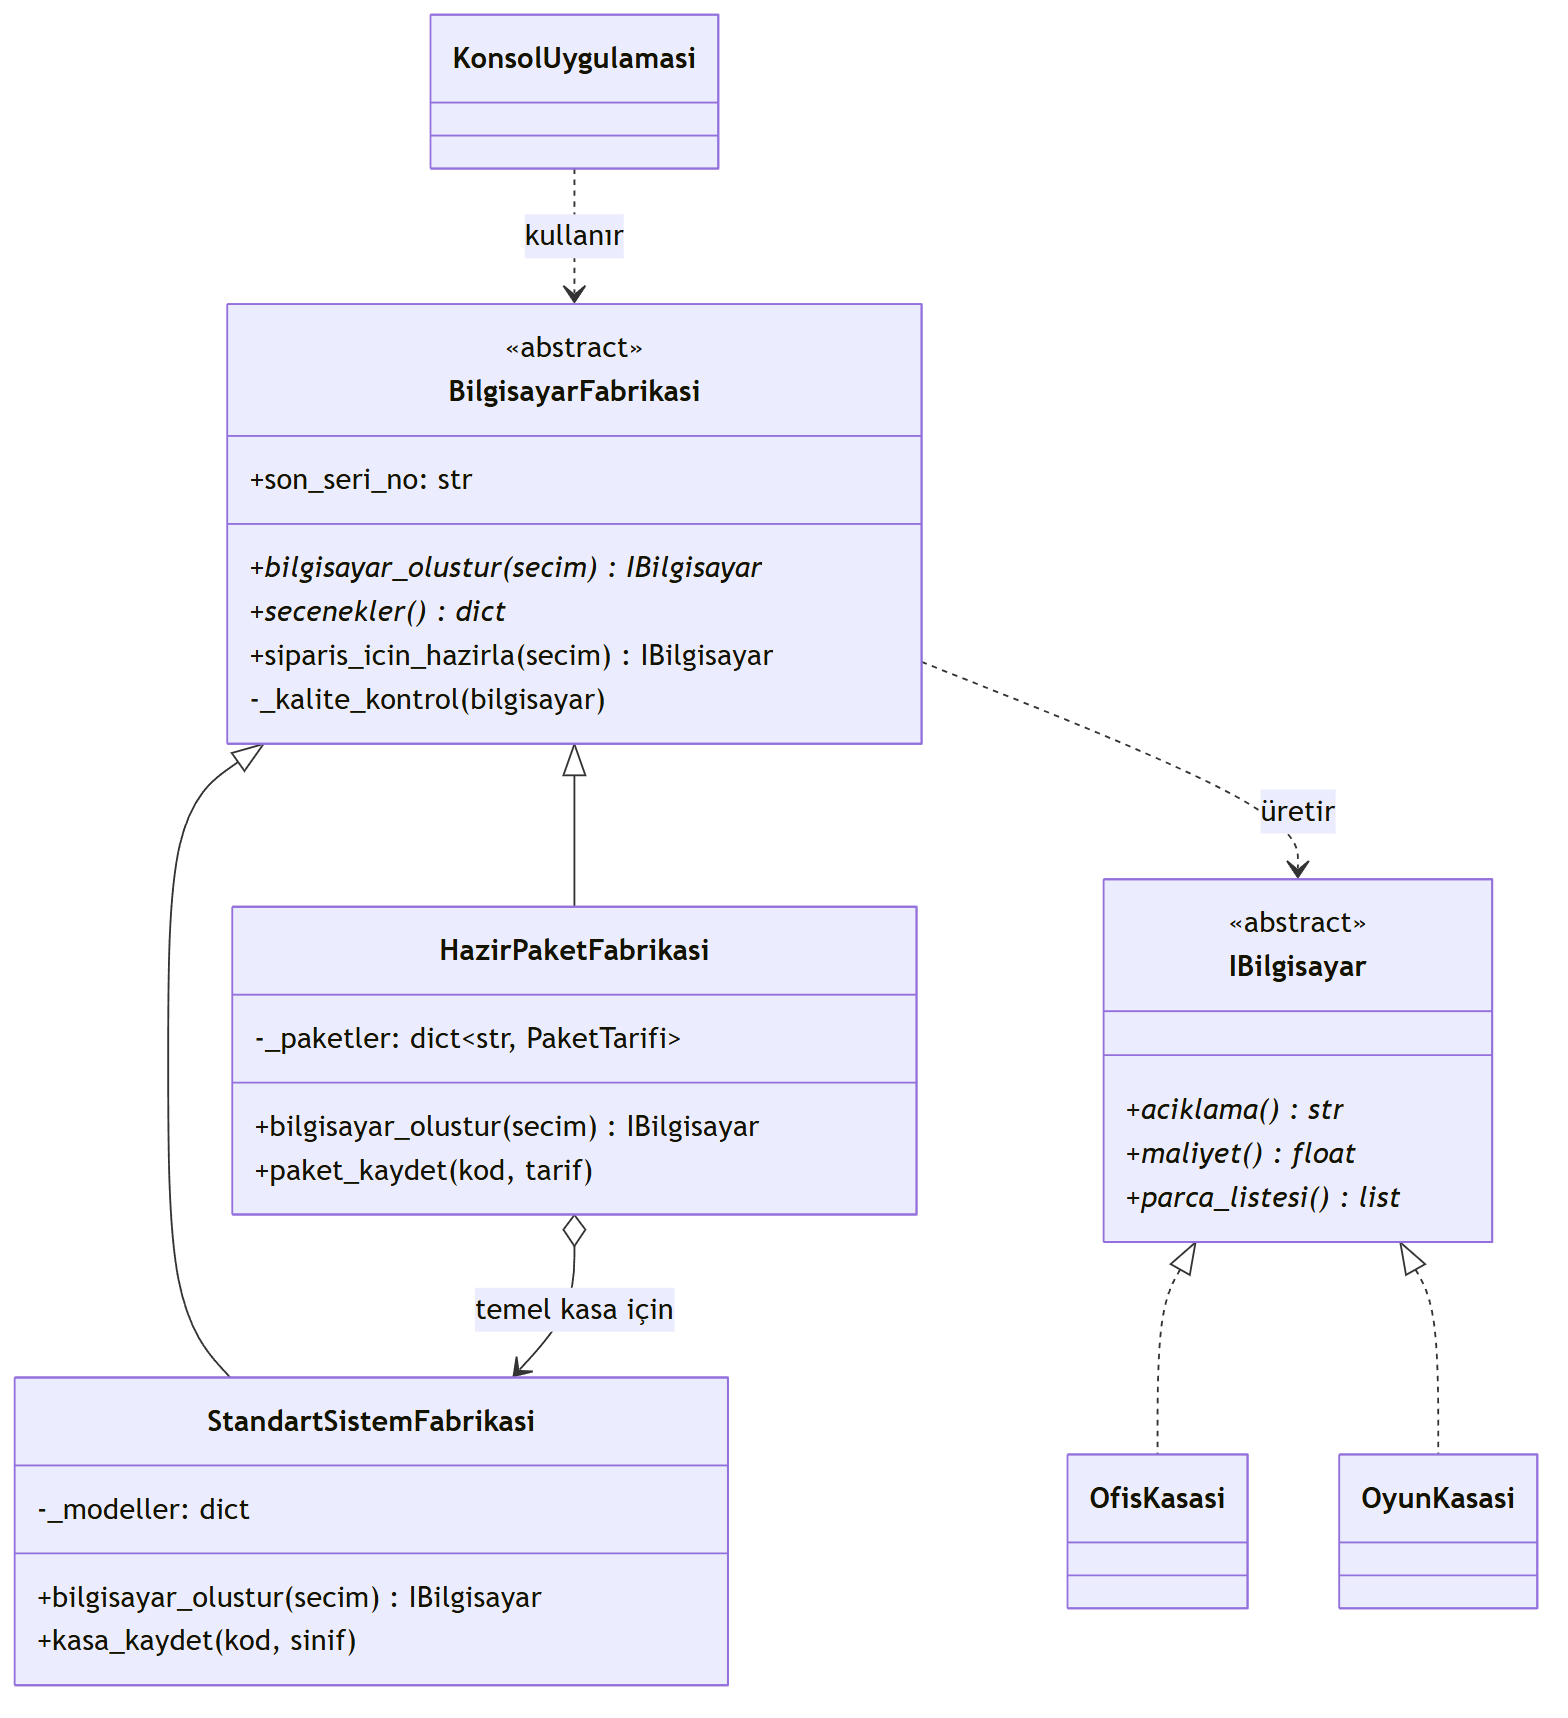 KonsolUygulamasi
kullanır
«abstract»
BilgisayarFabrikasi
+son_seri_no: str
+bilgisayar_olustur(secim) : IBilgisayar
+secenekler() : dict
+siparis_icin_hazirla(secim) : IBilgisayar
-_kalite_kontrol(bilgisayar)
üretir
HazirPaketFabrikasi
-_paketler: dict<str, PaketTarifi>
+bilgisayar_olustur(secim) : IBilgisayar
+paket_kaydet(kod, tarif)
«abstract»
IBilgisayar
+aciklama() : str
+maliyet() : float
+parca_listesi() : list
temel kasa için
StandartSistemFabrikasi
-_modeller: dict
+bilgisayar_olustur(secim) : IBilgisayar
+kasa_kaydet(kod, sinif)
OfisKasasi
OyunKasasi